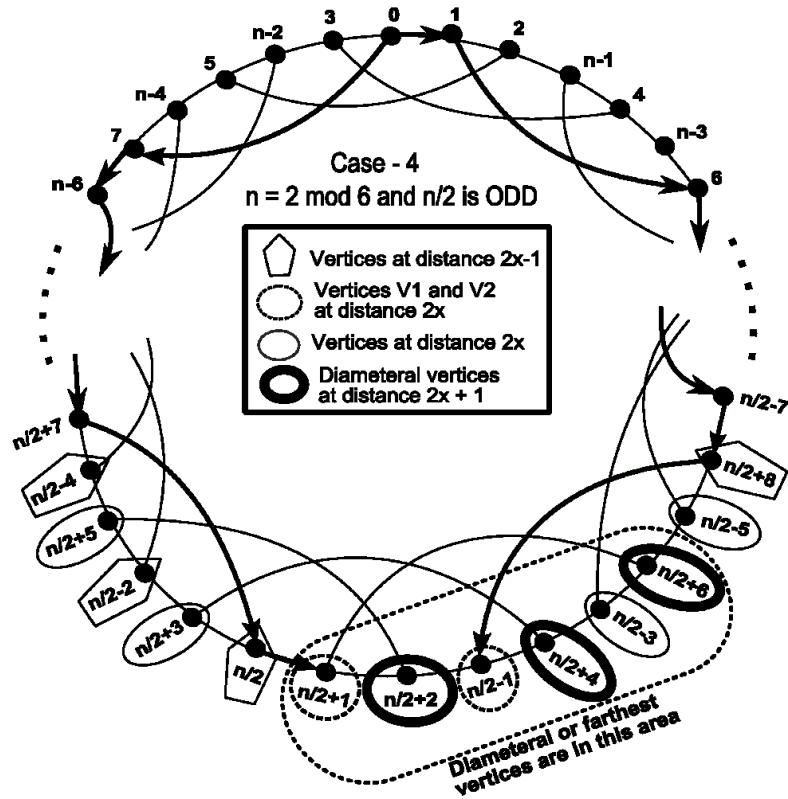 0
1
2
3
n-2
n-1
5
4
n-4
n-3
7
6
n-6
Case - 4
n = 2 mod 6 and n/2 is ODD
Vertices at distance 2x-1
Vertices V1 and V2
at distance 2x
Vertices at distance 2x
Diameteral vertices
at distance 2x + 1
n/2-7
n/2+7
n/2+8
n/2-4
n/2-5
n/2+5
n/2+6
n/2-2
n/2-3
n/2+3
n/2+4
n/2
n/2+1
n/2+2
n/2-1
Diameteral or farthest
vertices are in this area